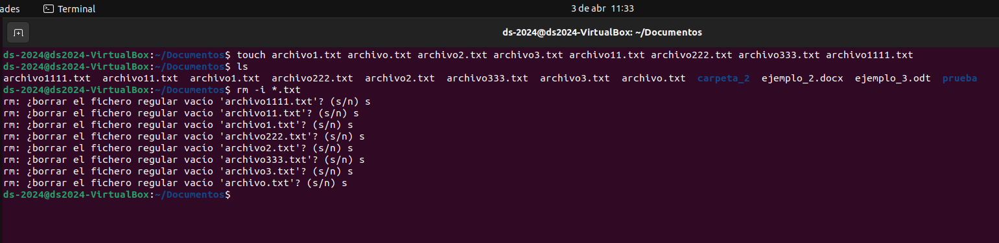 ades Terminal 3 de abr 11:33
ds-2024@ds2024-VirtualBox: ~/Documentos
ds-2024@ds2024-VirtualBox:~/Documentos$ touch archivo1.txt archivo.txt archivo2.txt archivo3.txt archivo11.txt archivo222.txt archivo333.txt archivo1111.txt
ds-2024@ds2024-VirtualBox:~/Documentos$ ls
archivo1111.txt archivo11.txt archivo1.txt archivo222.txt archivo2.txt archivo333.txt archivo3.txt archivo.txt carpeta_2 ejemplo_2.docx ejemplo_3.odt prueba
ds-2024@ds2024-VirtualBox:~/Documentos$ rm -i *.txt
rm: ¿borrar el fichero regular vacío 'archivo1111.txt'? (s/n) s
rm: ¿borrar el fichero regular vacío 'archivo11.txt'? (s/n) s
rm: ¿borrar el fichero regular vacío 'archivo1.txt'? (s/n) s
rm: ¿borrar el fichero regular vacío 'archivo222.txt'? (s/n) s
rm: ¿borrar el fichero regular vacío 'archivo2.txt'? (s/n) s
rm: ¿borrar el fichero regular vacío 'archivo333.txt'? (s/n) s
rm: ¿borrar el fichero regular vacío 'archivo3.txt'? (s/n) s
rm: ¿borrar el fichero regular vacío 'archivo.txt'? (s/n) s
ds-2024@ds2024-VirtualBox:~/Documentos$